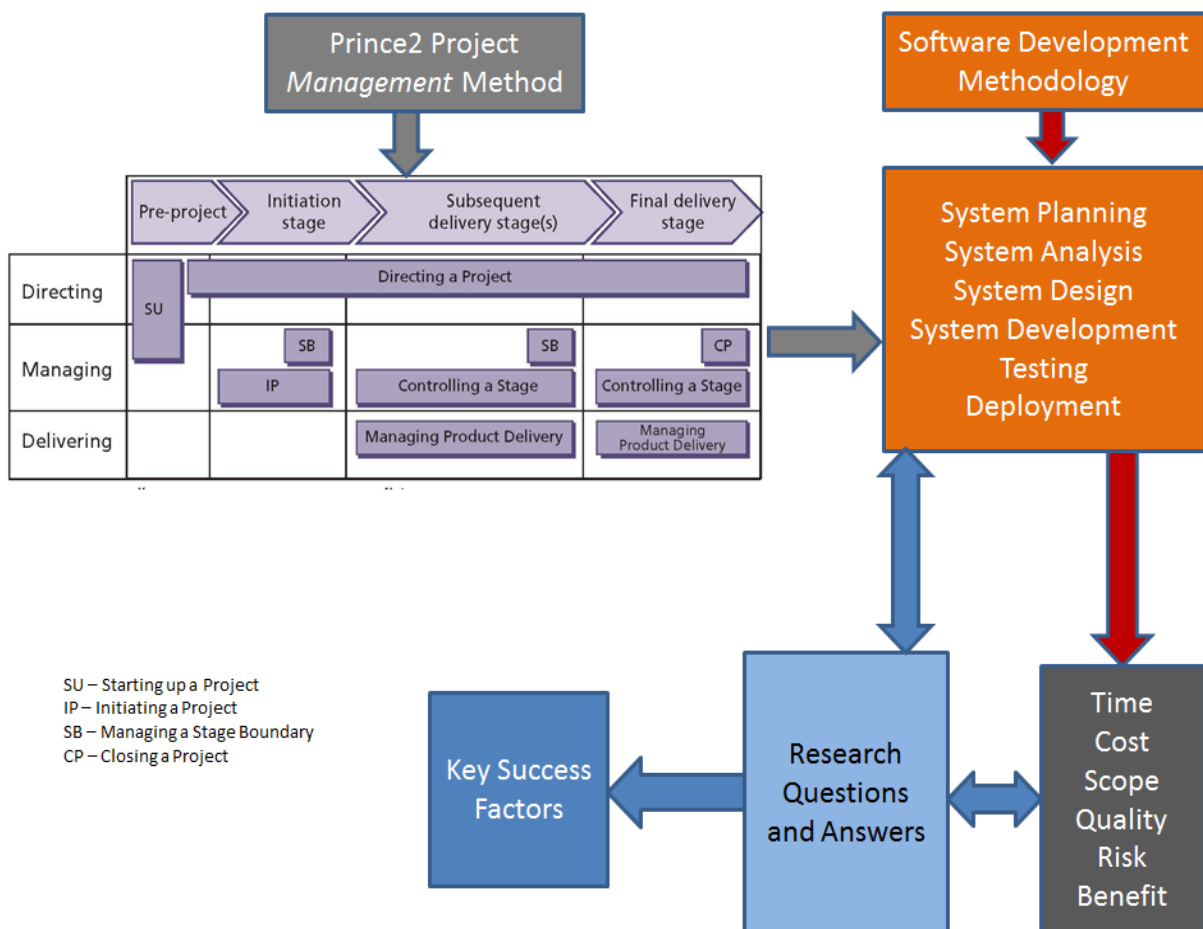 Prince2 Project
Management Method
Software Development
Methodology
Pre-project
Initiation
stage
Subsequent
delivery stage(s)
Final delivery
stage
Directing
SU
Directing a Project
Managing
SB
SB
CP
IP
Controlling a Stage
Controlling a Stage
Delivering
Managing Product Delivery
Managing
Product Delivery
System Planning
System Analysis
System Design
System Development
Testing
Deployment
SU – Starting up a Project
IP – Initiating a Project
SB – Managing a Stage Boundary
CP – Closing a Project
Key Success
Factors
Research
Questions
and Answers
Time
Cost
Scope
Quality
Risk
Benefit